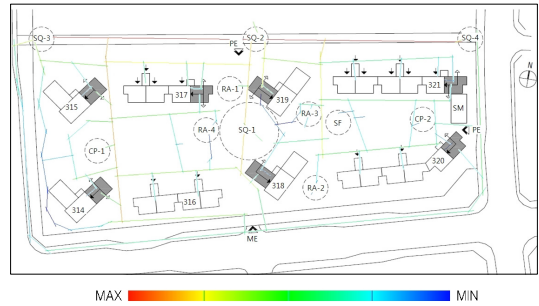 SQ-3
SQ-2
SQ-4
PE
N
315
317
RA-1
319
321
SM
RA-3
SF
CP-2
PE
RA-4
SQ-1
CP-1
320
318
RA-2
314
316
ME
MAX
MIN